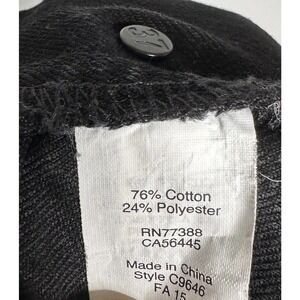 76% Cotton
24% Polyester
RN77388
CA56445
Made in China
Style C9646
FA 15